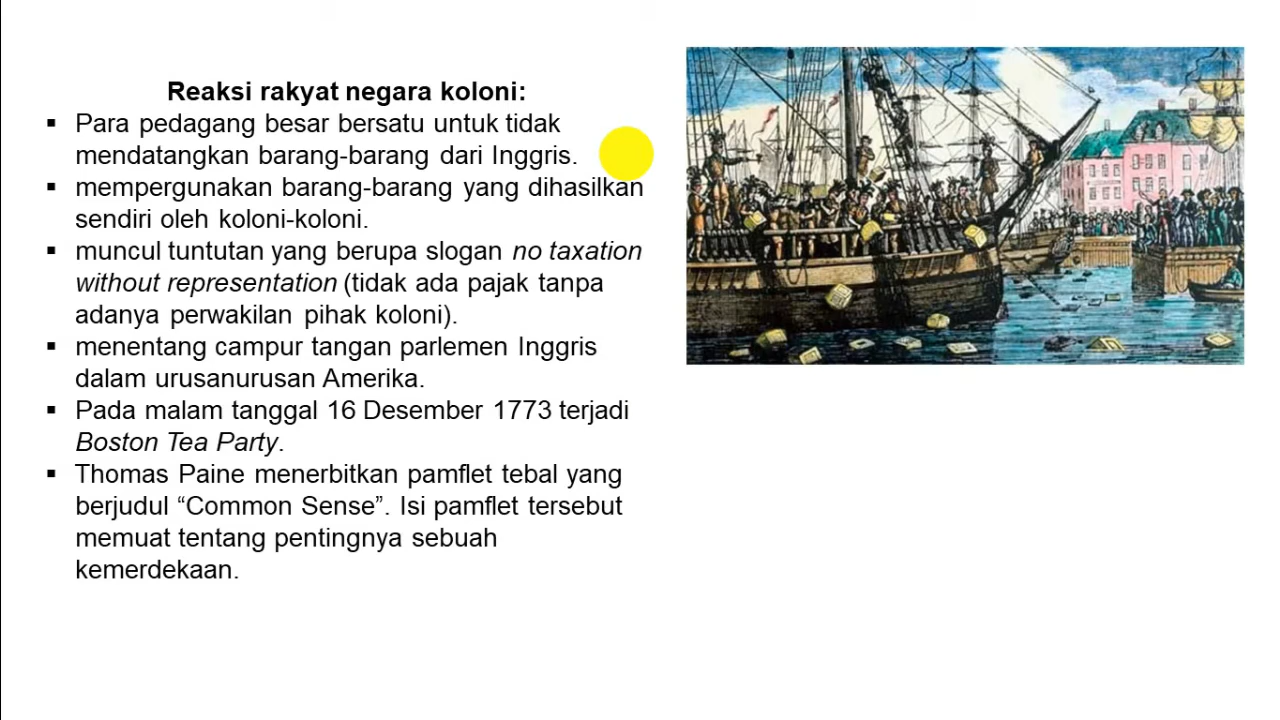 Reaksi rakyat negara koloni:
▪ Para pedagang besar bersatu untuk tidak
mendatangkan barang-barang dari Inggris.
▪ mempergunakan barang-barang yang dihasilkan
sendiri oleh koloni-koloni.
▪ muncul tuntutan yang berupa slogan no taxation
without representation (tidak ada pajak tanpa
adanya perwakilan pihak koloni).
▪ menentang campur tangan parlemen Inggris
dalam urusanurusan Amerika.
▪ Pada malam tanggal 16 Desember 1773 terjadi
Boston Tea Party.
▪ Thomas Paine menerbitkan pamflet tebal yang
berjudul “Common Sense”. Isi pamflet tersebut
memuat tentang pentingnya sebuah
kemerdekaan.